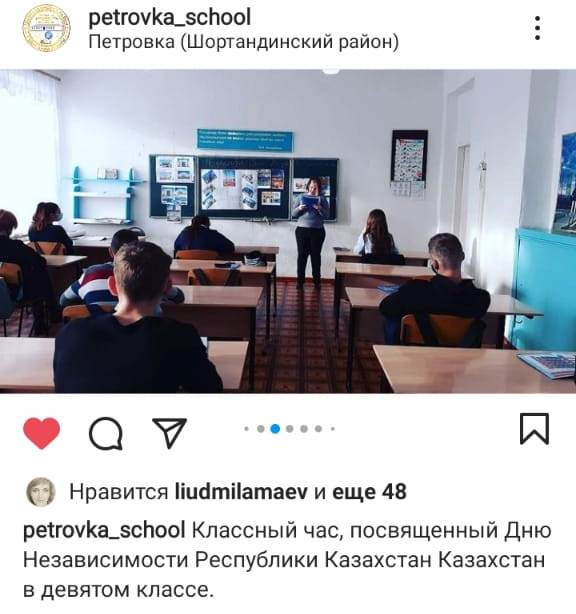 petrovka_school
Петровка (Шортандинский район)
Нравится liudmilamaev и еще 48
petrovka_school Классный час, посвященный Дню
Независимости Республики Казахстан Казахстан
в девятом классе.